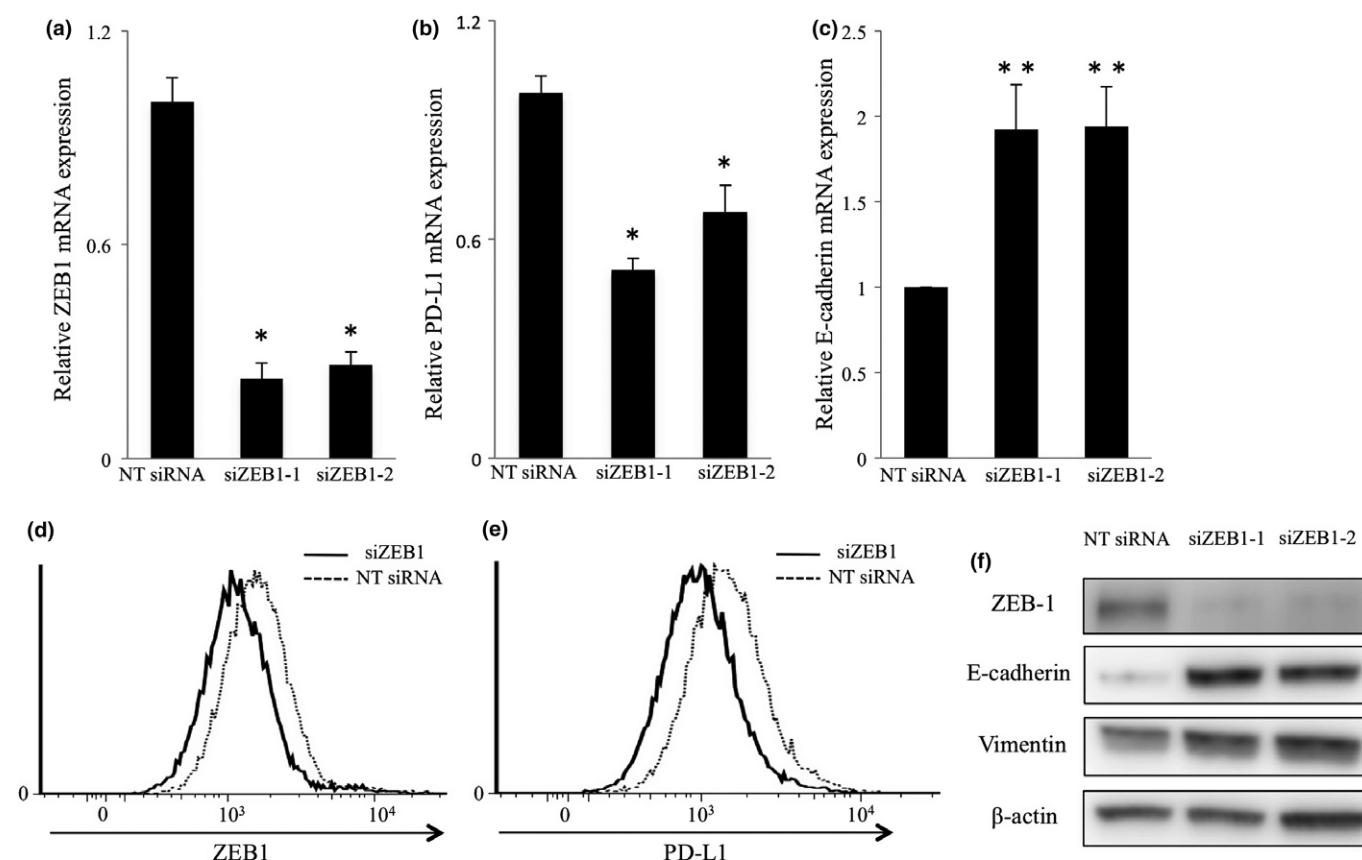 (a)
Relative ZEB1 mRNA expression
1.2
0.6
0
*
*
NT siRNA siZEB1-1 siZEB1-2
(b)
Relative PD-L1 mRNA expression
1.2
0.6
0
*
*
NT siRNA siZEB1-1 siZEB1-2
(c)
Relative E-cadherin mRNA expression
2.5
2
1.5
1
0.5
0
* *
* *
NT siRNA siZEB1-1 siZEB1-2
(d)
siZEB1
NT siRNA
0
0 10³ 10⁴
ZEB1
(e)
siZEB1
NT siRNA
0
0 10³ 10⁴
PD-L1
(f)
NT siRNA siZEB1-1 siZEB1-2
ZEB-1
E-cadherin
Vimentin
β-actin